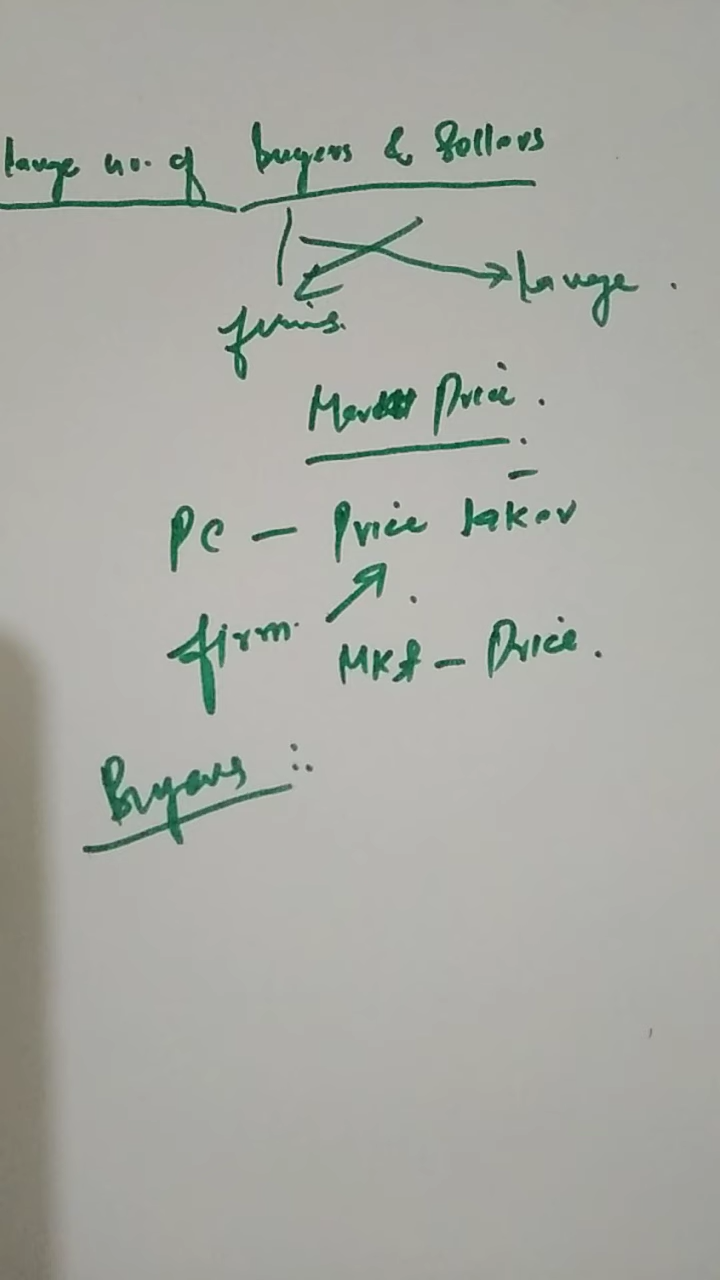 large no. of buyers & Sellers
large.
firms.
Market Price.
PC - Price taker
firm.
Mkt - Price.
Buyers :